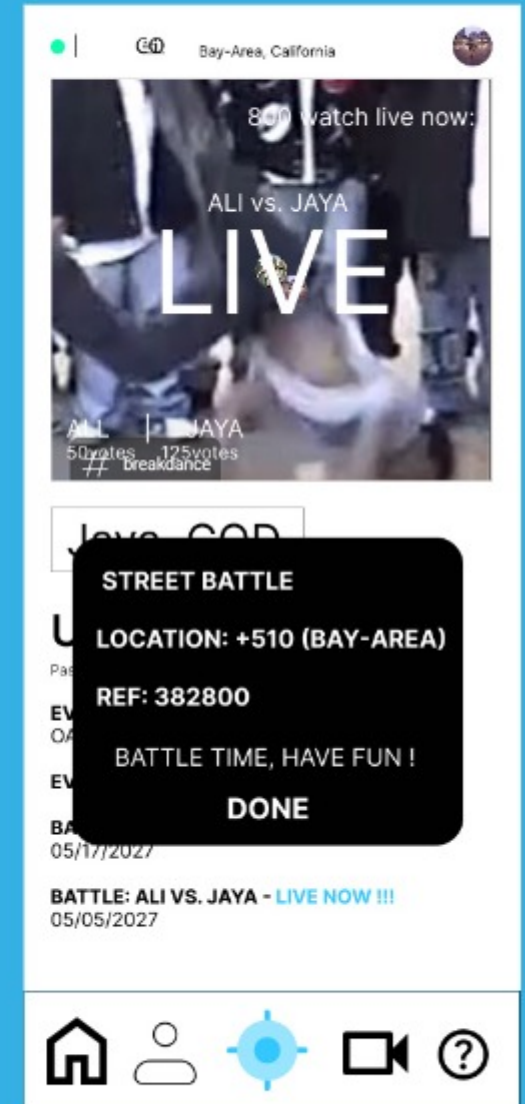 Bay-Area, California
watch live now:
ALI vs. JAYA
LIVE
ALL | JAYA
50votes 125votes
# breakdance
STREET BATTLE
LOCATION: +510 (BAY-AREA)
REF: 382800
BATTLE TIME, HAVE FUN !
DONE
05/17/2027
BATTLE: ALI VS. JAYA - LIVE NOW !!!
05/05/2027